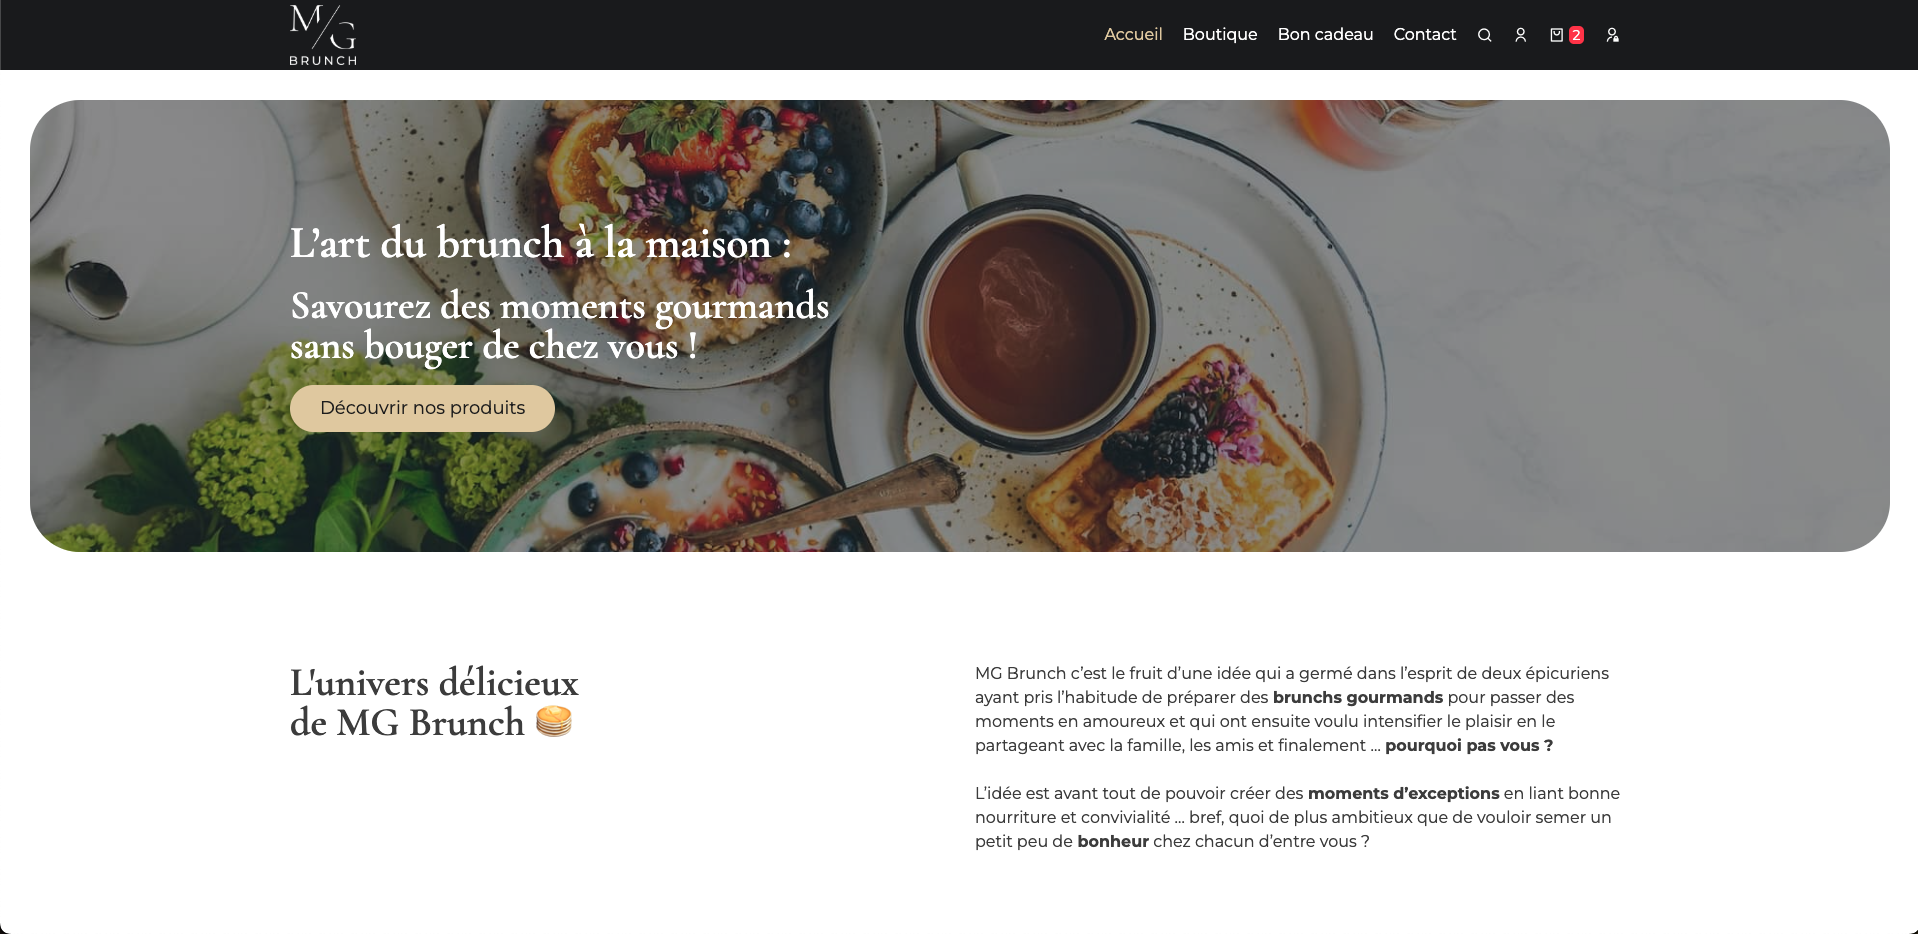 M/G
BRUNCH
Accueil Boutique Bon cadeau Contact 2
L’art du brunch à la maison :
Savourez des moments gourmands
sans bouger de chez vous !
Découvrir nos produits
L'univers délicieux
de MG Brunch 🥞
MG Brunch c’est le fruit d’une idée qui a germé dans l’esprit de deux épicuriens
ayant pris l’habitude de préparer des brunchs gourmands pour passer des
moments en amoureux et qui ont ensuite voulu intensifier le plaisir en le
partageant avec la famille, les amis et finalement … pourquoi pas vous ?
L’idée est avant tout de pouvoir créer des moments d’exceptions en liant bonne
nourriture et convivialité … bref, quoi de plus ambitieux que de vouloir semer un
petit peu de bonheur chez chacun d’entre vous ?